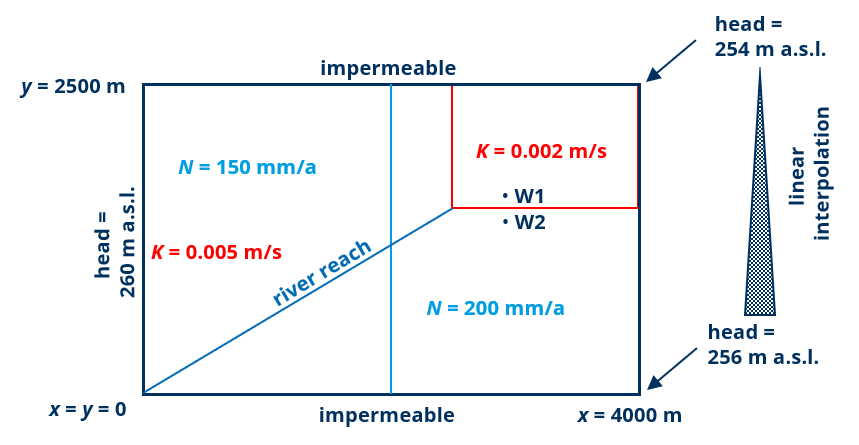 head =
254 m a.s.l.
impermeable
y = 2500 m
K = 0.002 m/s
N = 150 mm/a
linear
interpolation
• W1
• W2
head =
260 m a.s.l.
K = 0.005 m/s
river reach
N = 200 mm/a
head =
256 m a.s.l.
x = y = 0
impermeable
x = 4000 m